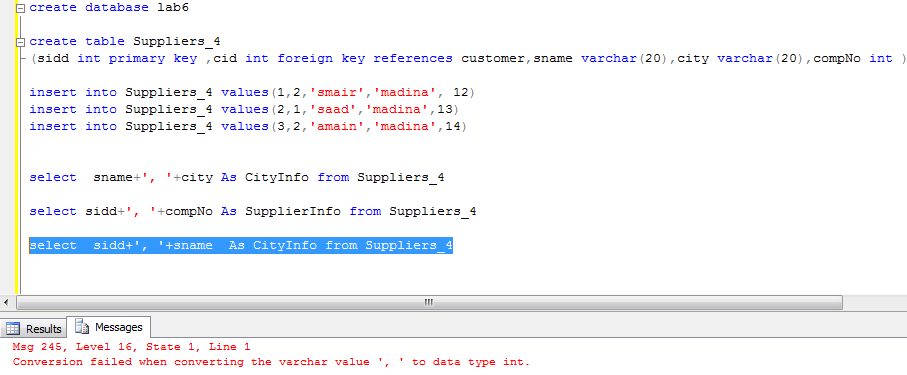 create database lab6
create table Suppliers_4
(sidd int primary key ,cid int foreign key references customer,sname varchar(20),city varchar(20),compNo int )
insert into Suppliers_4 values(1,2,'smair','madina', 12)
insert into Suppliers_4 values(2,1,'saad','madina',13)
insert into Suppliers_4 values(3,2,'amain','madina',14)
select  sname+', '+city As CityInfo from Suppliers_4
select sidd+', '+compNo As SupplierInfo from Suppliers_4
select  sidd+', '+sname  As CityInfo from Suppliers_4
Results Messages
Msg 245, Level 16, State 1, Line 1
Conversion failed when converting the varchar value ', ' to data type int.